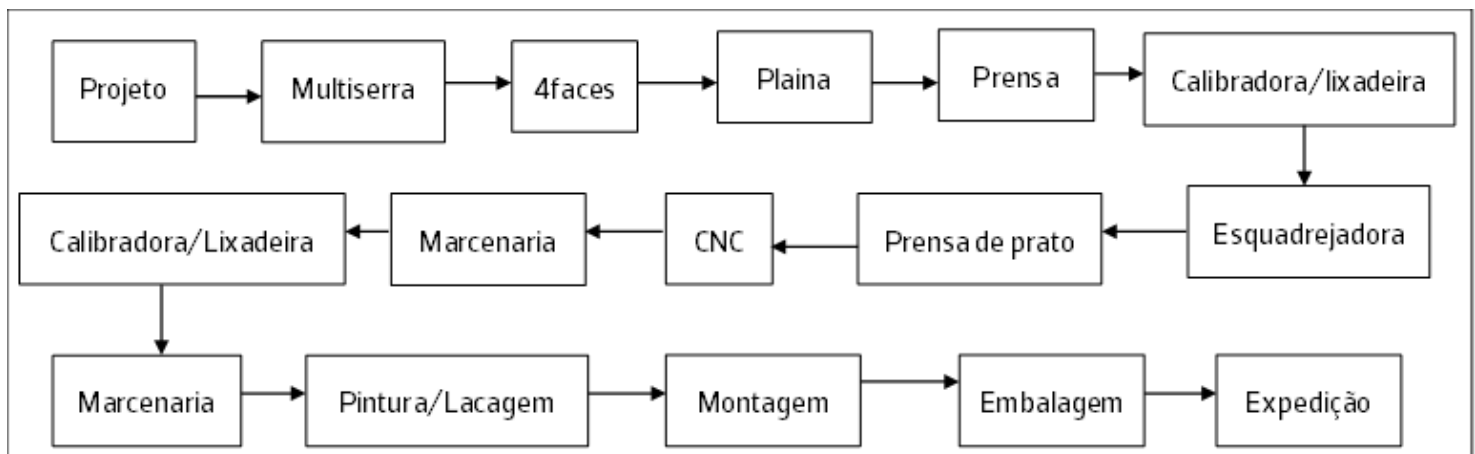 Projeto
Multiserra
4faces
Plaina
Prensa
Calibradora/lixadeira
Esquadrejadora
Prensa de prato
CNC
Marcenaria
Calibradora/Lixadeira
Marcenaria
Pintura/Lacagem
Montagem
Embalagem
Expedição